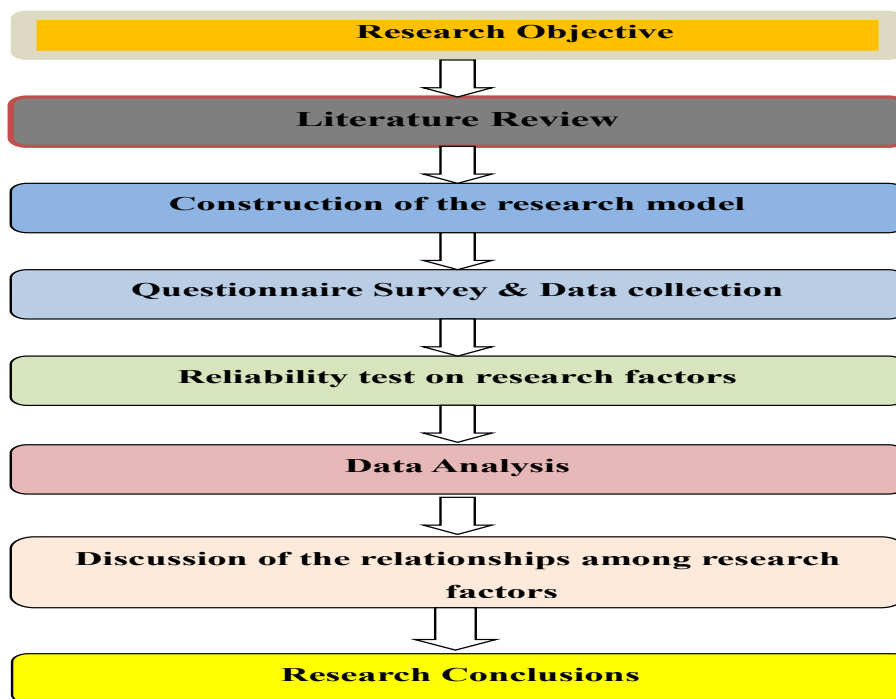 Research Objective
Literature Review
Construction of the research model
Questionnaire Survey & Data collection
Reliability test on research factors
Data Analysis
Discussion of the relationships among research
factors
Research Conclusions